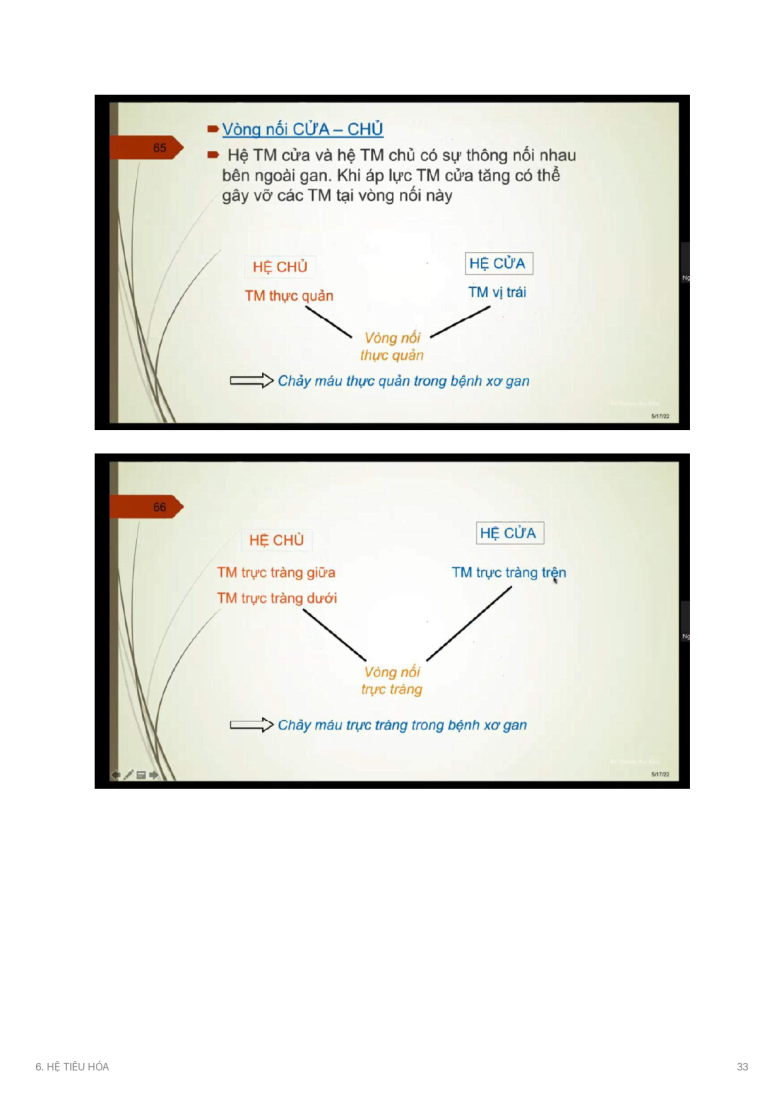 65
Vòng nối CỬA – CHỦ
Hệ TM cửa và hệ TM chủ có sự thông nối nhau
bên ngoài gan. Khi áp lực TM cửa tăng có thể
gây vỡ các TM tại vòng nối này
HỆ CHỦ
HỆ CỬA
TM thực quản
TM vị trái
Vòng nối
thực quản
Chảy máu thực quản trong bệnh xơ gan
5/17/22
Ng
66
HỆ CHỦ
HỆ CỬA
TM trực tràng giữa
TM trực tràng trên
TM trực tràng dưới
Vòng nối
trực tràng
Chảy máu trực tràng trong bệnh xơ gan
5/17/22
Ng
6. HỆ TIÊU HÓA
33